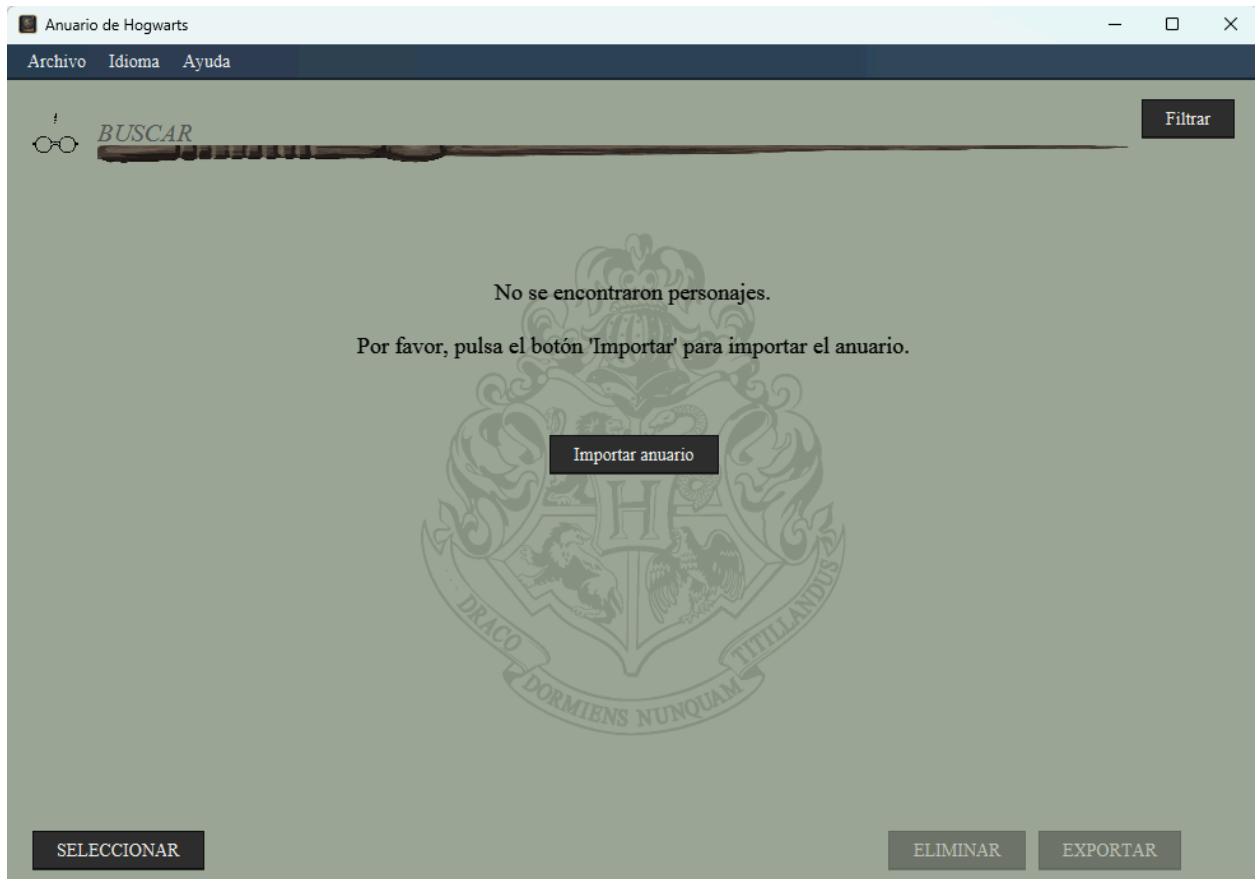 Anuario de Hogwarts
Archivo Idioma Ayuda
BUSCAR
Filtrar
No se encontraron personajes.
Por favor, pulsa el botón 'Importar' para importar el anuario.
Importar anuario
H
DRACO DORMIENS NUNQUAM TITILLANDUS
SELECCIONAR
ELIMINAR
EXPORTAR